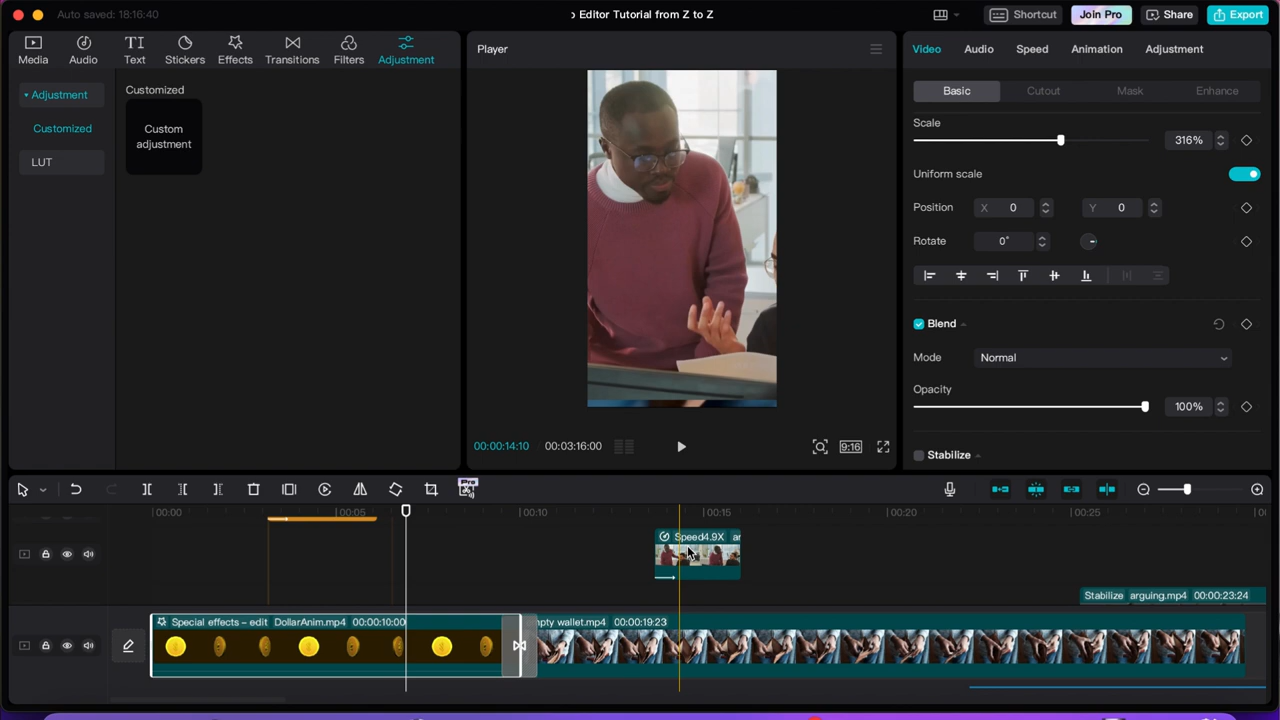 Auto saved: 18:16:40
Editor Tutorial from Z to Z
Shortcut
Join Pro
Share
Export
Media
Audio
Text
Stickers
Effects
Transitions
Filters
Adjustment
Adjustment
Customized
LUT
Customized
Custom
adjustment
Player
00:00:14:10
00:03:16:00
9:16
Video
Audio
Speed
Animation
Adjustment
Basic
Cutout
Mask
Enhance
Scale
316%
Uniform scale
Position
X 0
Y 0
Rotate
0°
Blend
Mode
Normal
Opacity
100%
Stabilize
Pro
00:00
00:05
00:10
00:15
00:20
00:25
Speed4.9X
Stabilize arguing.mp4 00:00:23:24
Special effects – edit DollarAnim.mp4 00:00:10:00
mpty wallet.mp4 00:00:19:23